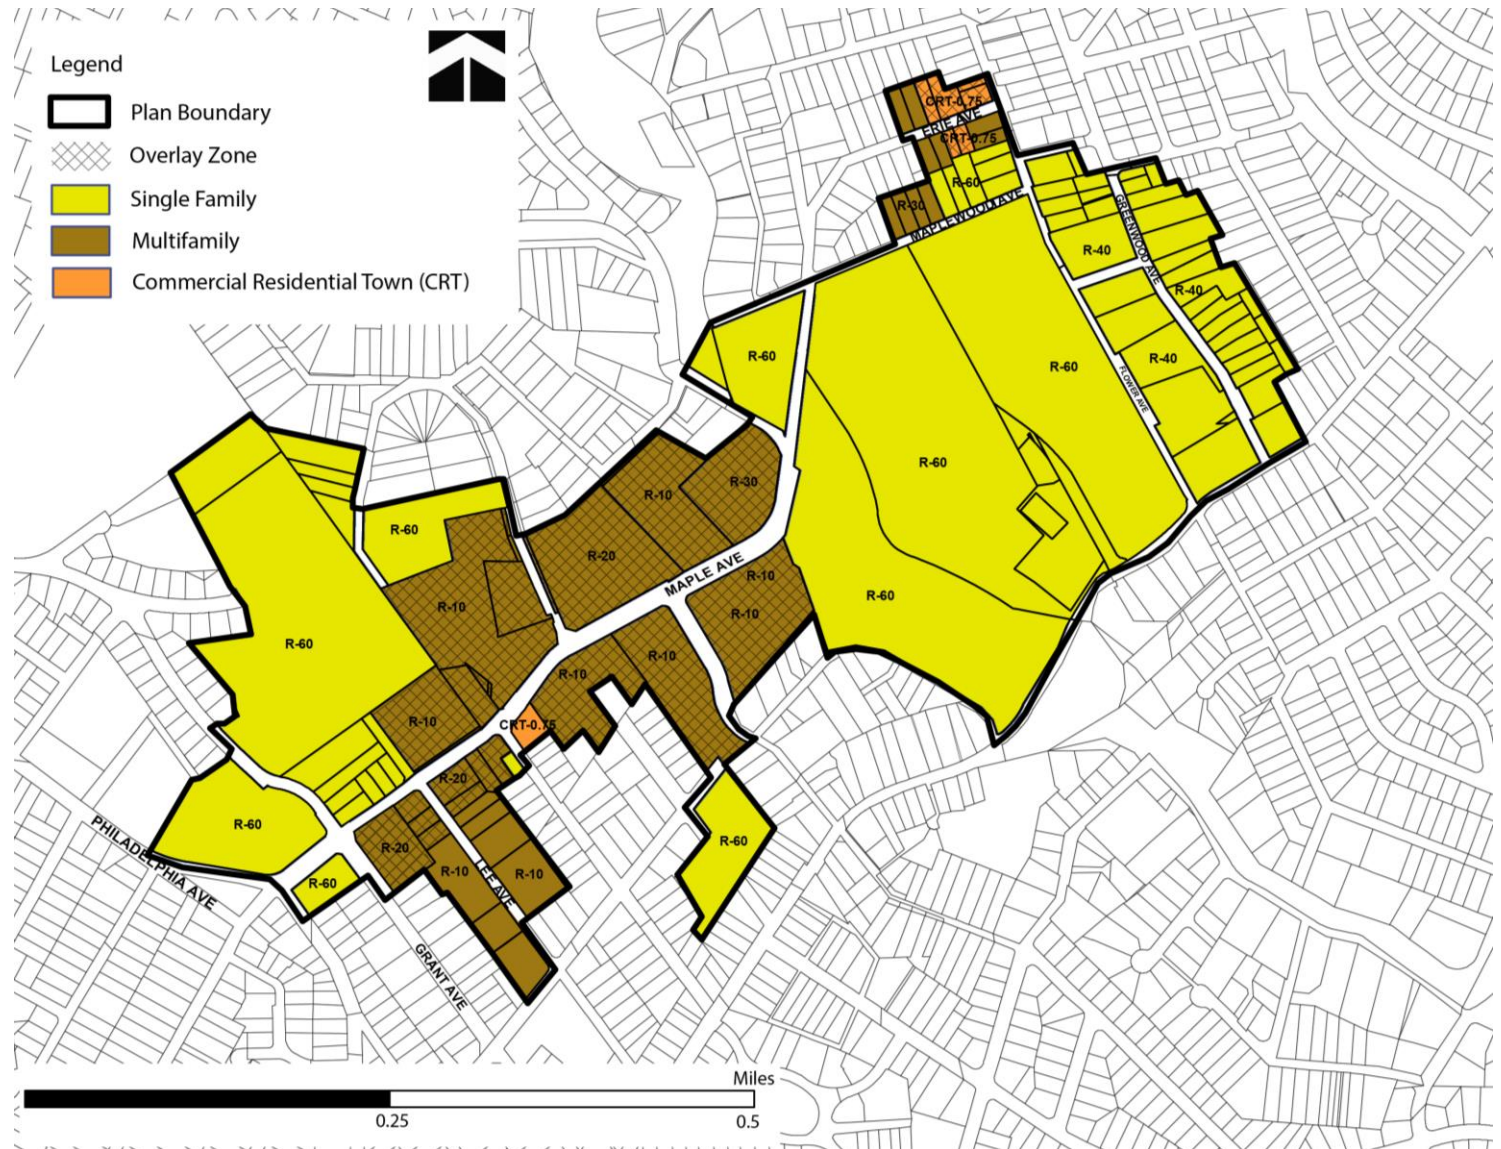 Legend
Plan Boundary
Overlay Zone
Single Family
Multifamily
Commercial Residential Town (CRT)
CRT-0.75
ERIE AVE
CRT-0.75
R-60
R-30
MAPLEWOOD AVE
GREENWOOD AVE
R-40
R-40
R-60
R-40
R-60
FLOWER AVE
R-60
R-30
R-10
R-60
R-20
MAPLE AVE
R-10
R-60
R-10
R-10
R-60
R-10
R-10
R-10
CRT-0.75
R-20
R-60
R-60
R-20
R-10
R-10
LEE AVE
R-60
PHILADELPHIA AVE
GRANT AVE
Miles
0.25
0.5